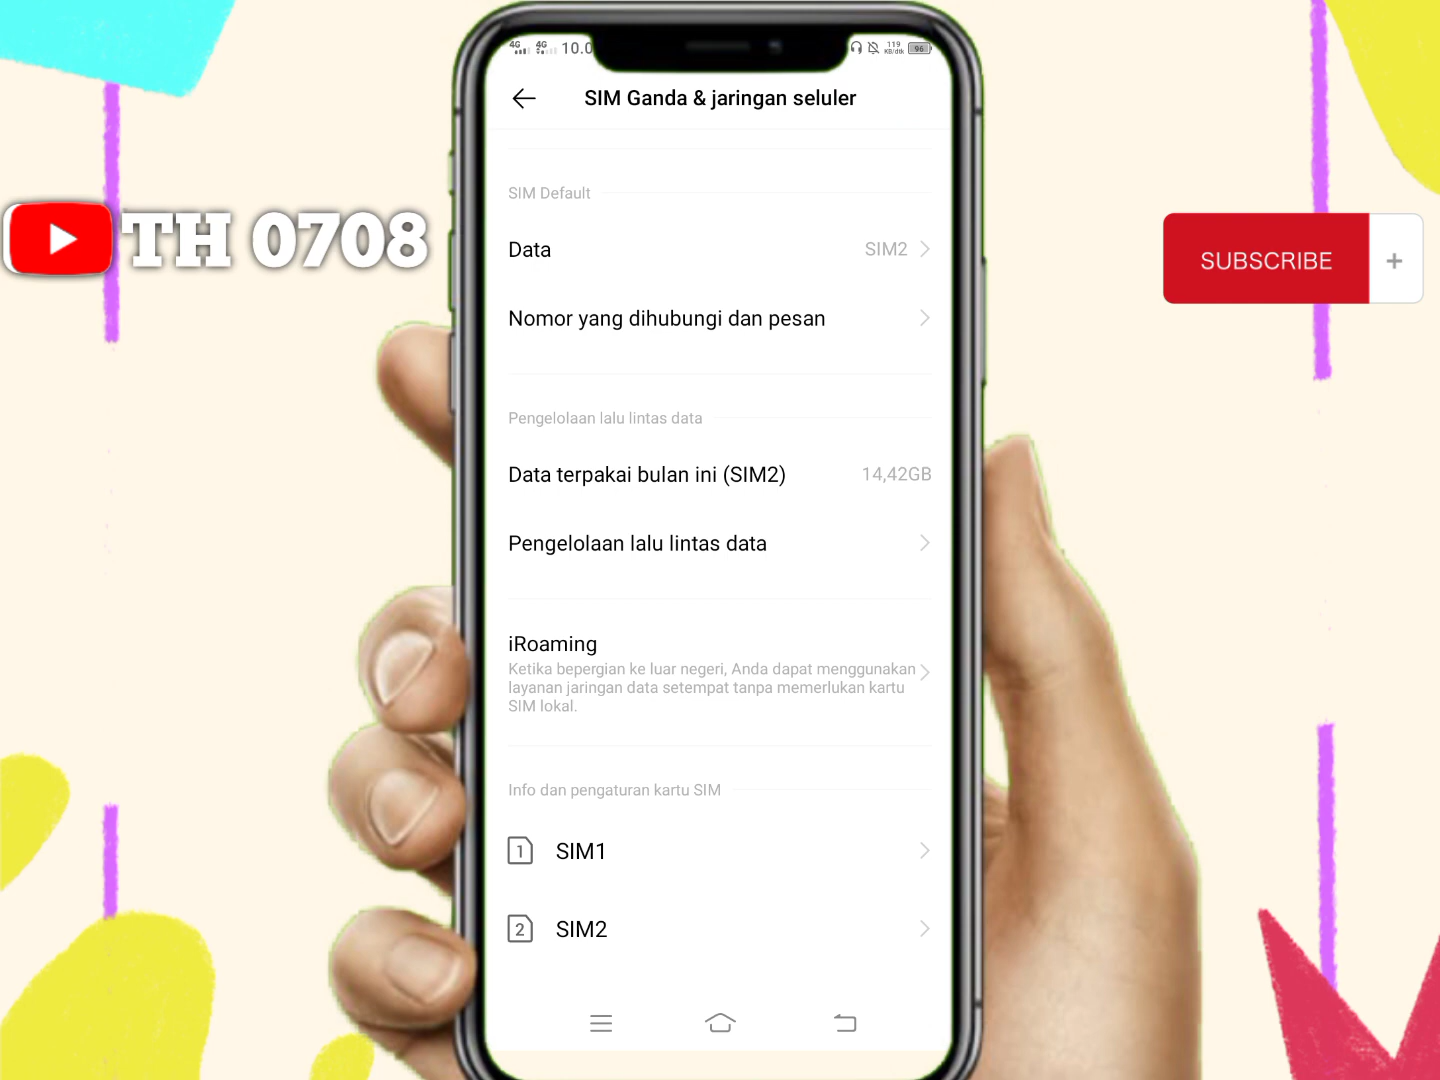 4G 4G 10.0
119
KB/dtk
96
SIM Ganda & jaringan seluler
SIM Default
Data SIM2
Nomor yang dihubungi dan pesan
Pengelolaan lalu lintas data
Data terpakai bulan ini (SIM2) 14,42GB
Pengelolaan lalu lintas data
iRoaming
Ketika bepergian ke luar negeri, Anda dapat menggunakan
layanan jaringan data setempat tanpa memerlukan kartu
SIM lokal.
Info dan pengaturan kartu SIM
1 SIM1
2 SIM2
TH 0708
SUBSCRIBE +